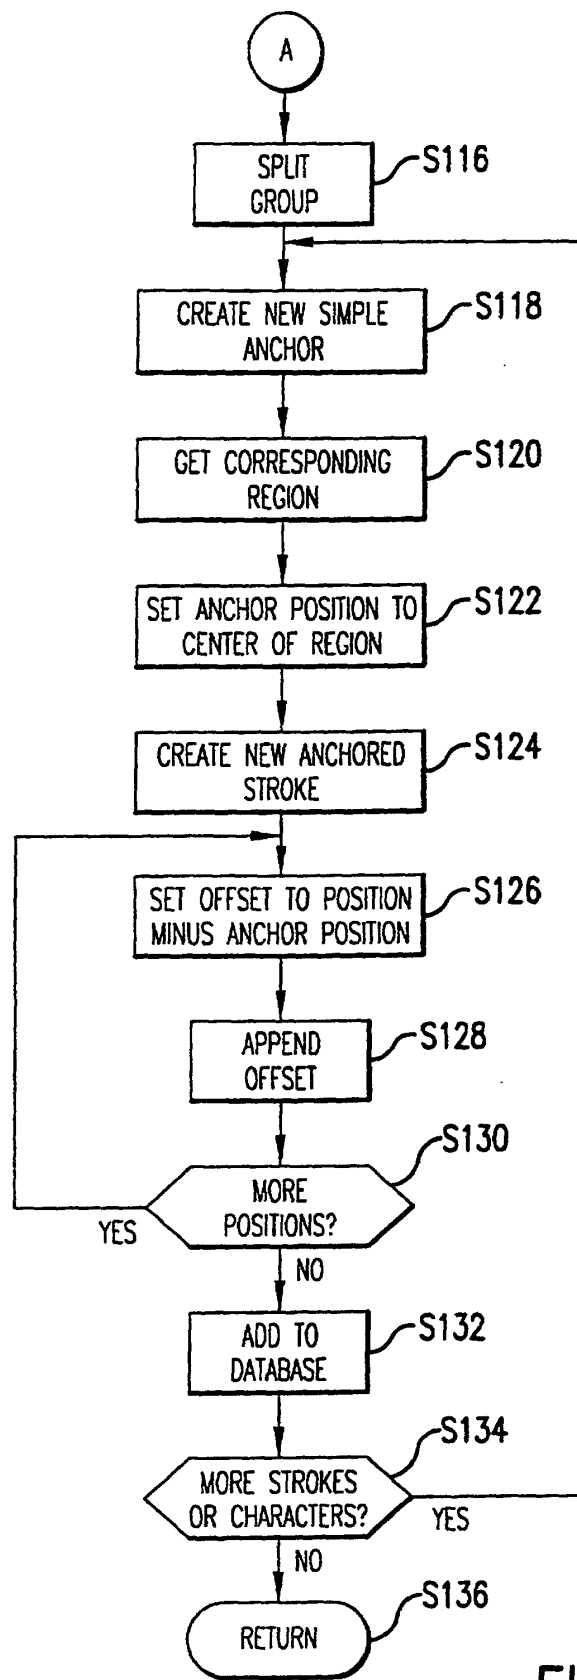 A
SPLIT
GROUP
S116
CREATE NEW SIMPLE
ANCHOR
S118
GET CORRESPONDING
REGION
S120
SET ANCHOR POSITION TO
CENTER OF REGION
S122
CREATE NEW ANCHORED
STROKE
S124
SET OFFSET TO POSITION
MINUS ANCHOR POSITION
S126
APPEND
OFFSET
S128
MORE
POSITIONS?
S130
YES
NO
ADD TO
DATABASE
S132
MORE STROKES
OR CHARACTERS?
S134
YES
NO
RETURN
S136